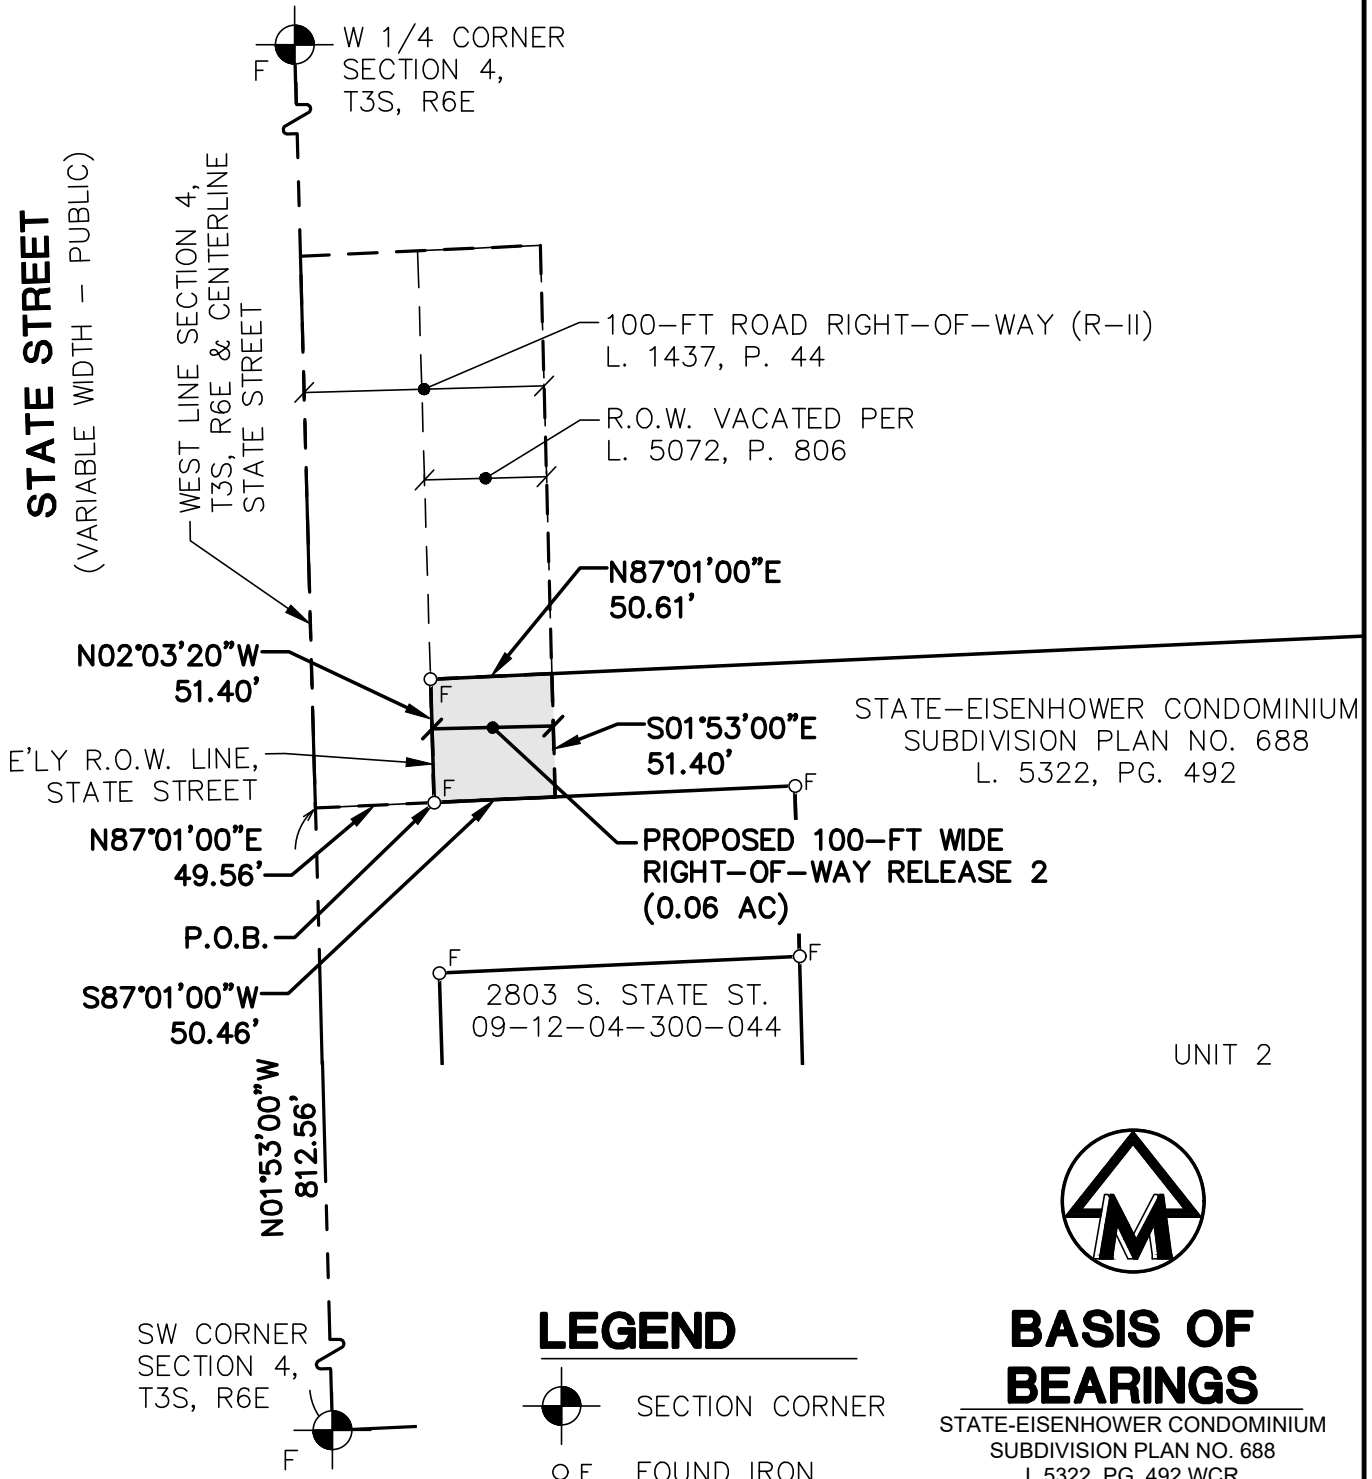 W 1/4 CORNER
SECTION 4,
T3S, R6E
F
STATE STREET
(VARIABLE WIDTH - PUBLIC)
WEST LINE SECTION 4,
T3S, R6E & CENTERLINE
STATE STREET
100-FT ROAD RIGHT-OF-WAY (R-II)
L. 1437, P. 44
R.O.W. VACATED PER
L. 5072, P. 806
N87°01'00"E
50.61'
N02°03'20"W
51.40'
F
STATE-EISENHOWER CONDOMINIUM
SUBDIVISION PLAN NO. 688
L. 5322, PG. 492
S01°53'00"E
51.40'
E'LY R.O.W. LINE,
STATE STREET
F
F
N87°01'00"E
49.56'
PROPOSED 100-FT WIDE
RIGHT-OF-WAY RELEASE 2
(0.06 AC)
P.O.B.
F
F
S87°01'00"W
50.46'
2803 S. STATE ST.
09-12-04-300-044
UNIT 2
N01°53'00"W
812.56'
M
SW CORNER
SECTION 4,
T3S, R6E
F
LEGEND
SECTION CORNER
F FOUND IRON
BASIS OF
BEARINGS
STATE-EISENHOWER CONDOMINIUM
SUBDIVISION PLAN NO. 688
L 5322, PG. 492 WCR